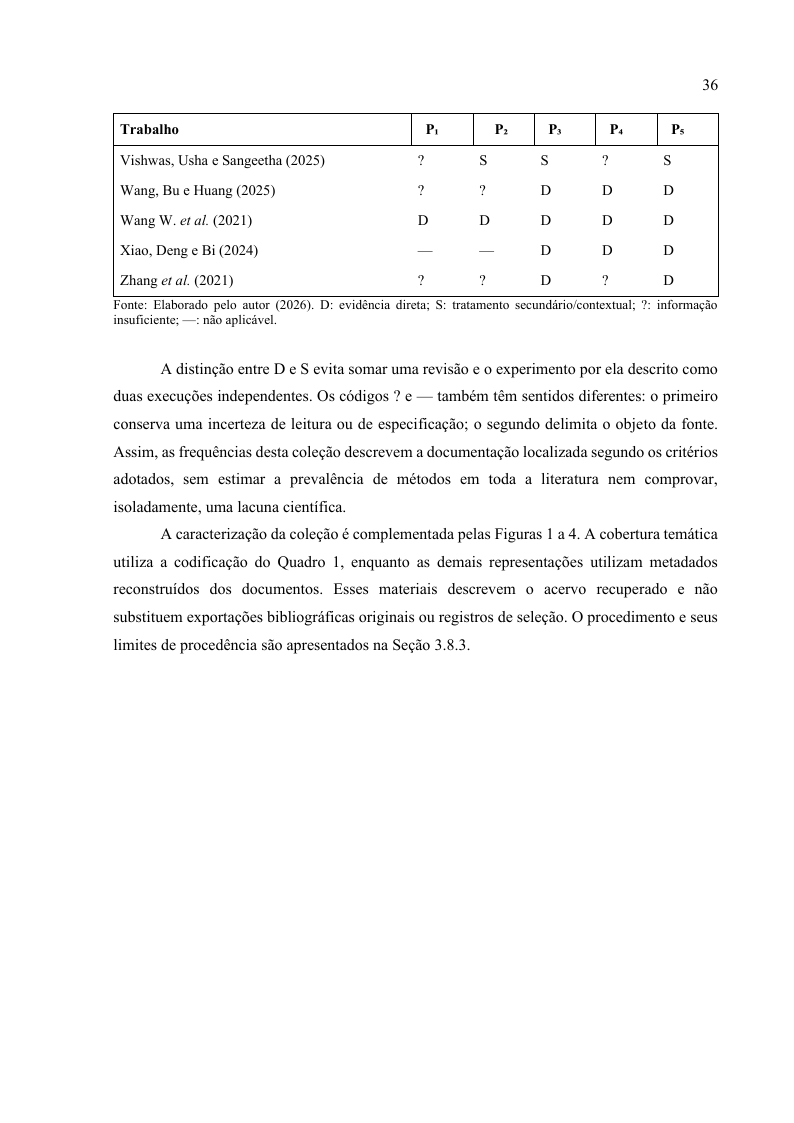 36
Trabalho P₁ P₂ P₃ P₄ P₅
Vishwas, Usha e Sangeetha (2025) ? S S ? S
Wang, Bu e Huang (2025) ? ? D D D
Wang W. et al. (2021) D D D D D
Xiao, Deng e Bi (2024) — — D D D
Zhang et al. (2021) ? ? D ? D
Fonte: Elaborado pelo autor (2026). D: evidência direta; S: tratamento secundário/contextual; ?: informação
insuficiente; —: não aplicável.
A distinção entre D e S evita somar uma revisão e o experimento por ela descrito como
duas execuções independentes. Os códigos ? e — também têm sentidos diferentes: o primeiro
conserva uma incerteza de leitura ou de especificação; o segundo delimita o objeto da fonte.
Assim, as frequências desta coleção descrevem a documentação localizada segundo os critérios
adotados, sem estimar a prevalência de métodos em toda a literatura nem comprovar,
isoladamente, uma lacuna científica.
A caracterização da coleção é complementada pelas Figuras 1 a 4. A cobertura temática
utiliza a codificação do Quadro 1, enquanto as demais representações utilizam metadados
reconstruídos dos documentos. Esses materiais descrevem o acervo recuperado e não
substituem exportações bibliográficas originais ou registros de seleção. O procedimento e seus
limites de procedência são apresentados na Seção 3.8.3.